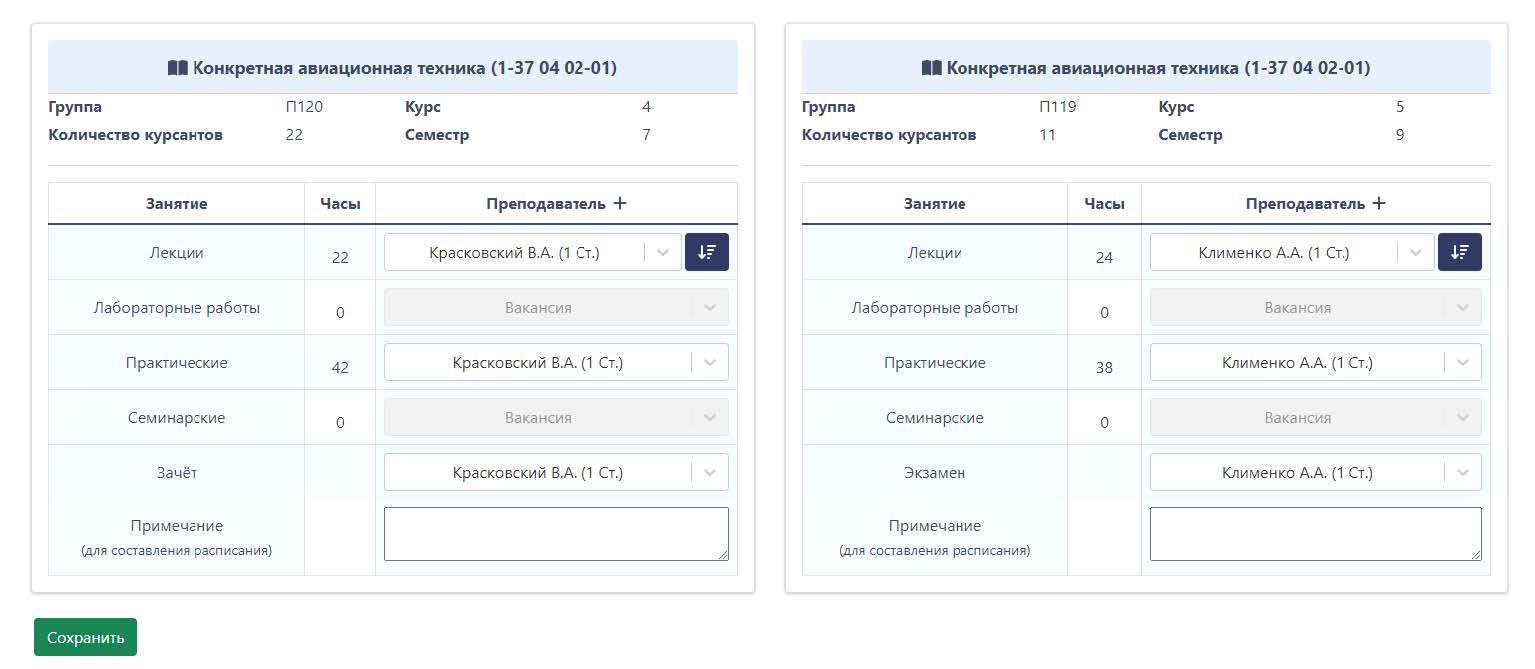 Конкретная авиационная техника (1-37 04 02-01)
Группа П120 Курс 4
Количество курсантов 22 Семестр 7
Занятие Часы Преподаватель +
Лекции 22 Красковский В.А. (1 Ст.)
Лабораторные работы 0 Вакансия
Практические 42 Красковский В.А. (1 Ст.)
Семинарские 0 Вакансия
Зачёт Красковский В.А. (1 Ст.)
Примечание
(для составления расписания)
Конкретная авиационная техника (1-37 04 02-01)
Группа П119 Курс 5
Количество курсантов 11 Семестр 9
Занятие Часы Преподаватель +
Лекции 24 Клименко А.А. (1 Ст.)
Лабораторные работы 0 Вакансия
Практические 38 Клименко А.А. (1 Ст.)
Семинарские 0 Вакансия
Экзамен Клименко А.А. (1 Ст.)
Примечание
(для составления расписания)
Сохранить